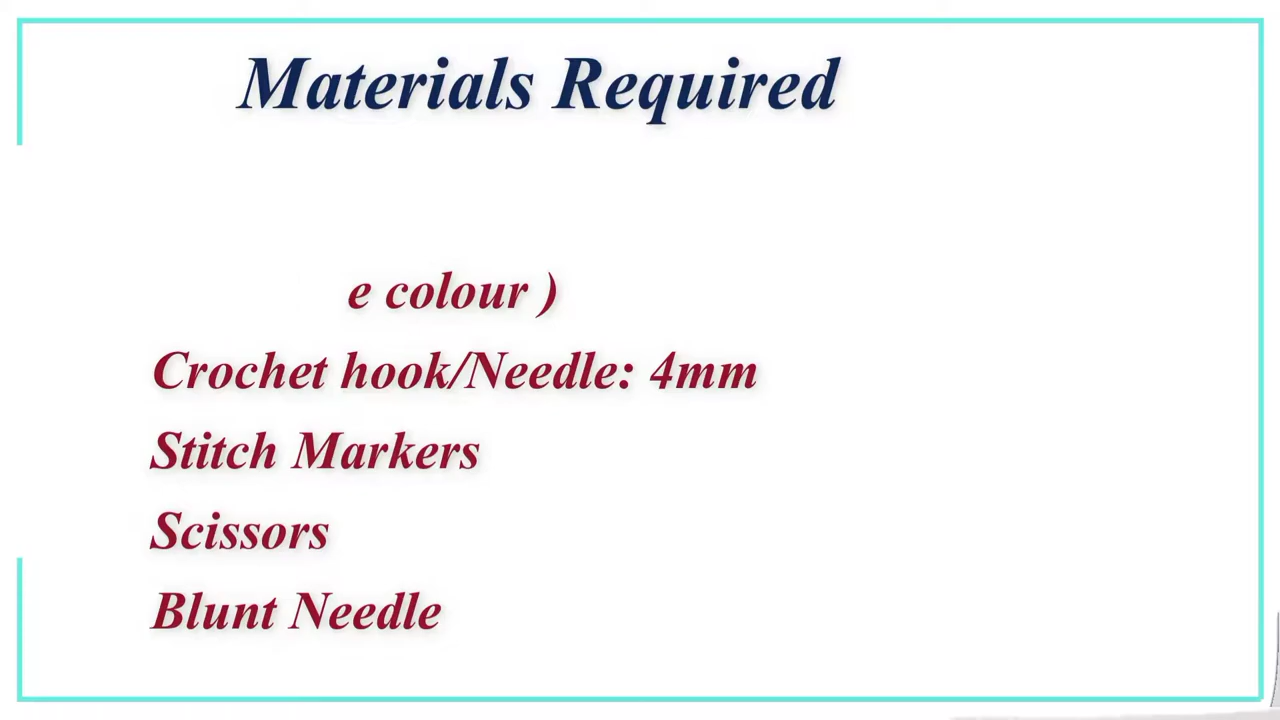 Materials Required
e colour )
Crochet hook/Needle: 4mm
Stitch Markers
Scissors
Blunt Needle